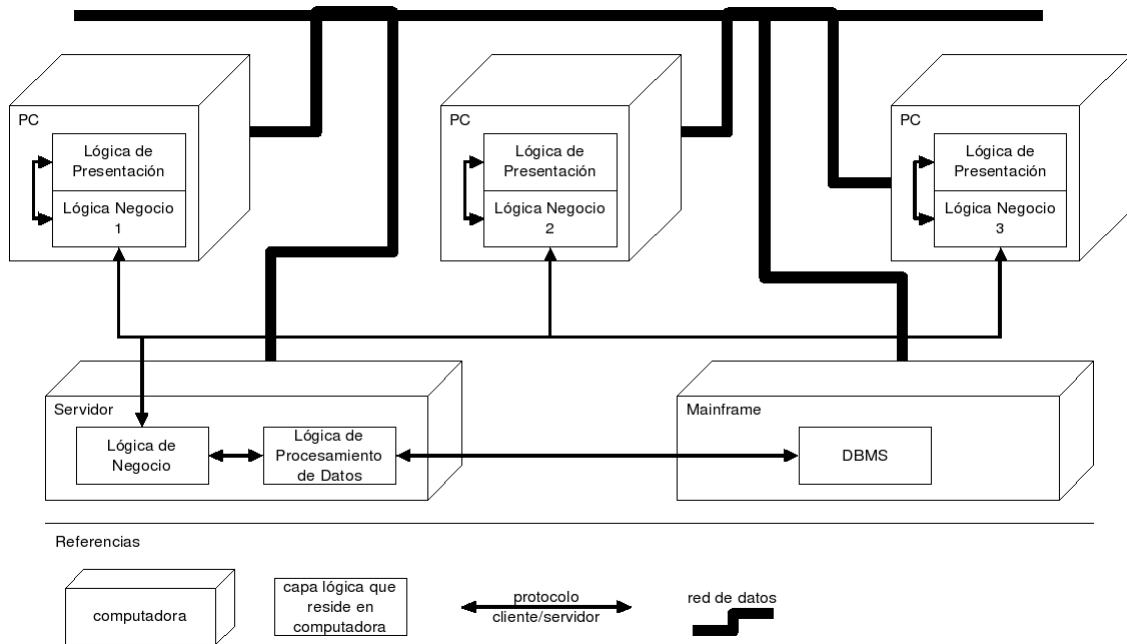 PC
Lógica de
Presentación
Lógica Negocio
1
PC
Lógica de
Presentación
Lógica Negocio
2
PC
Lógica de
Presentación
Lógica Negocio
3
Servidor
Lógica de
Negocio
Lógica de
Procesamiento
de Datos
Mainframe
DBMS
Referencias
computadora
capa lógica que
reside en
computadora
protocolo
cliente/servidor
red de datos